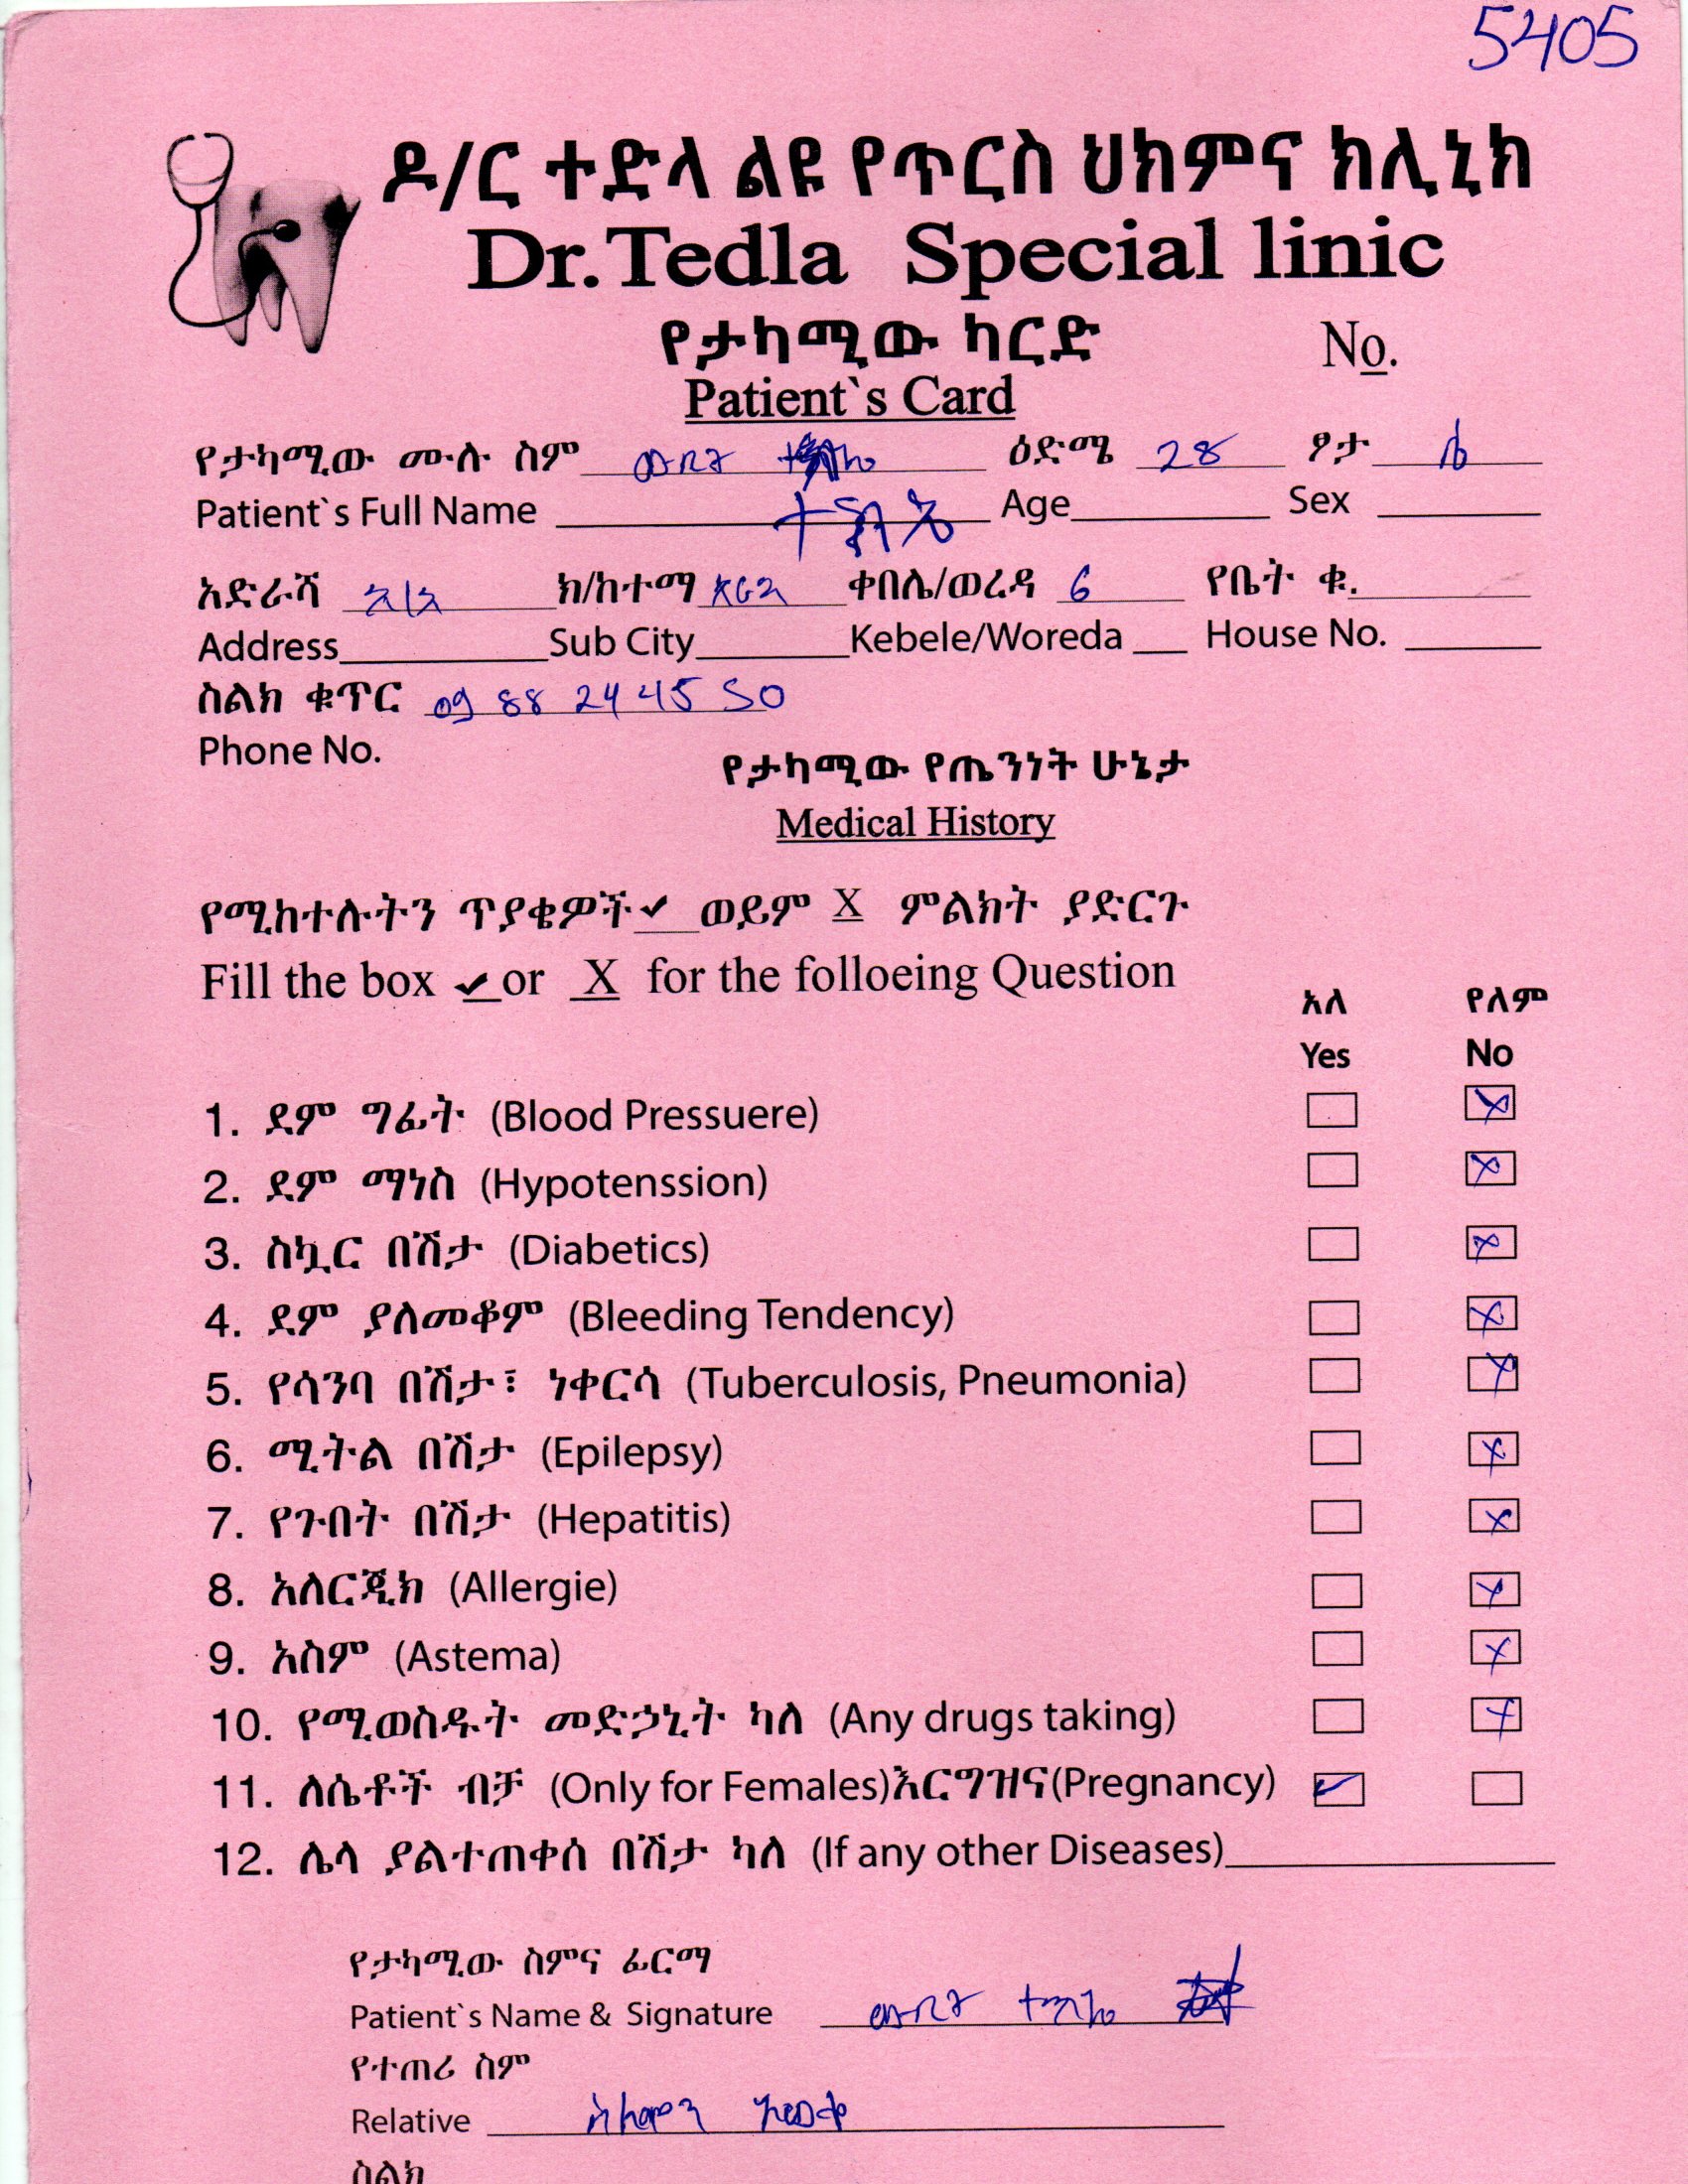 5405
ዶ/ር ተድላ ልዩ የጥርስ ህክምና ክሊኒክ
Dr.Tedla Special linic
የታካሚው ካርድ No.
Patient`s Card
የታካሚው ሙሉ ስም ውቢት ዕድሜ 28 ፆታ ሴ
Patient`s Full Name Age Sex
አድራሻ አ/አ ክ/ከተማ ቀበሌ/ወረዳ 6 የቤት ቁ.
Address Sub City Kebele/Woreda House No.
ስልክ ቁጥር 09 88 24 45 50
Phone No.
የታካሚው የጤንነት ሁኔታ
Medical History
የሚከተሉትን ጥያቄዎች ✔ ወይም X ምልክት ያድርጉ
Fill the box ✔ or X for the folloeing Question
አለ የለም
Yes No
1. ደም ግፊት (Blood Pressuere) X
2. ደም ማነስ (Hypotenssion) X
3. ስኳር በሽታ (Diabetics) X
4. ደም ያለመቆም (Bleeding Tendency) X
5. የሳንባ በሽታ፣ ነቀርሳ (Tuberculosis, Pneumonia) X
6. ሚትል በሽታ (Epilepsy) X
7. የጉበት በሽታ (Hepatitis) X
8. አለርጂክ (Allergie) X
9. አስም (Astema) X
10. የሚወስዱት መድኃኒት ካለ (Any drugs taking) X
11. ለሴቶች ብቻ (Only for Females)እርግዝና(Pregnancy) ✔
12. ሌላ ያልተጠቀሰ በሽታ ካለ (If any other Diseases)
የታካሚው ስምና ፊርማ
Patient`s Name & Signature ውቢት
የተጠሪ ስም
Relative
ስልክ